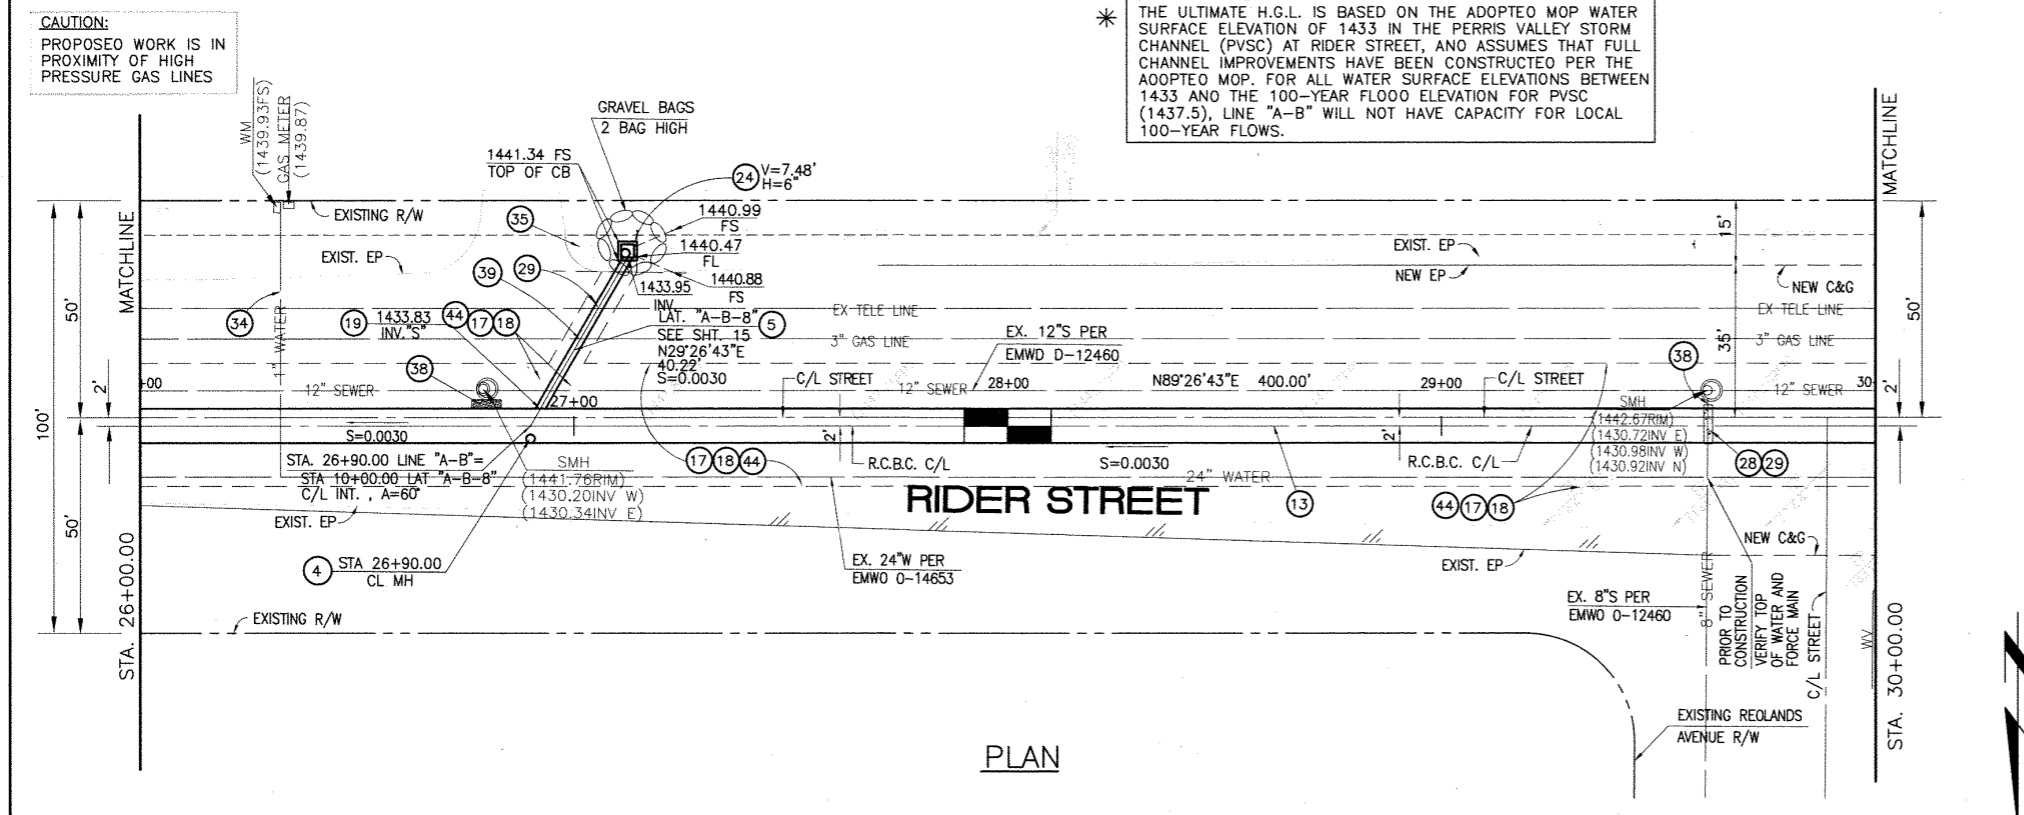 CAUTION:
PROPOSEO WORK IS IN
PROXIMITY OF HIGH
PRESSURE GAS LINES
✳
THE ULTIMATE H.G.L. IS BASED ON THE ADOPTEO MOP WATER
SURFACE ELEVATION OF 1433 IN THE PERRIS VALLEY STORM
CHANNEL (PVSC) AT RIDER STREET, ANO ASSUMES THAT FULL
CHANNEL IMPROVEMENTS HAVE BEEN CONSTRUCTEO PER THE
AOOPTEO MOP. FOR ALL WATER SURFACE ELEVATIONS BETWEEN
1433 ANO THE 100-YEAR FLOOO ELEVATION FOR PVSC
(1437.5), LINE "A-B" WILL NOT HAVE CAPACITY FOR LOCAL
100-YEAR FLOWS.
WM
(1439.93FS)
GAS METER
(1439.87)
GRAVEL BAGS
2 BAG HIGH
1441.34 FS
TOP OF CB
24
V=7.48'
H=6"
MATCHLINE
MATCHLINE
EXISTING R/W
35
1440.99
FS
1440.47
FL
1440.88
FS
EXIST. EP
39
29
1433.95
INV.
15'
EXIST. EP
NEW EP
NEW C&G
50'
50'
34
1" WATER
19
1433.83
INV."S"
44
17
18
LAT. "A-B-8"
5
SEE SHT. 15
N29°26'43"E
40.22'
S=0.0030
EX TELE LINE
EX TELE LINE
3" GAS LINE
3" GAS LINE
35'
EX. 12"S PER
EMWD D-12460
38
38
2'
+00
12" SEWER
27+00
C/L STREET
12" SEWER
28+00
N89°26'43"E 400.00'
29+00
C/L STREET
12" SEWER
30
2'
100'
S=0.0030
2'
2'
SMH
(1442.67RIM)
(1430.72INV E)
(1430.98INV W)
(1430.92INV N)
STA. 26+90.00 LINE "A-B"=
STA 10+00.00 LAT "A-B-8"
C/L INT. , A=60°
SMH
(1441.76RIM)
(1430.20INV W)
(1430.34INV E)
17
18
44
R.C.B.C. C/L
S=0.0030
24" WATER
R.C.B.C. C/L
28
29
RIDER STREET
13
44
17
18
50'
EXIST. EP
NEW C&G
4
STA 26+90.00
CL MH
EX. 24"W PER
EMWO O-14653
EXIST. EP
STA. 26+00.00
EXISTING R/W
EX. 8"S PER
EMWO O-12460
8" SEWER
PRIOR TO
CONSTRUCTION
VERIFY TOP
OF WATER AND
FORCE MAIN
C/L STREET
WV
STA. 30+00.00
EXISTING REOLANDS
AVENUE R/W
PLAN